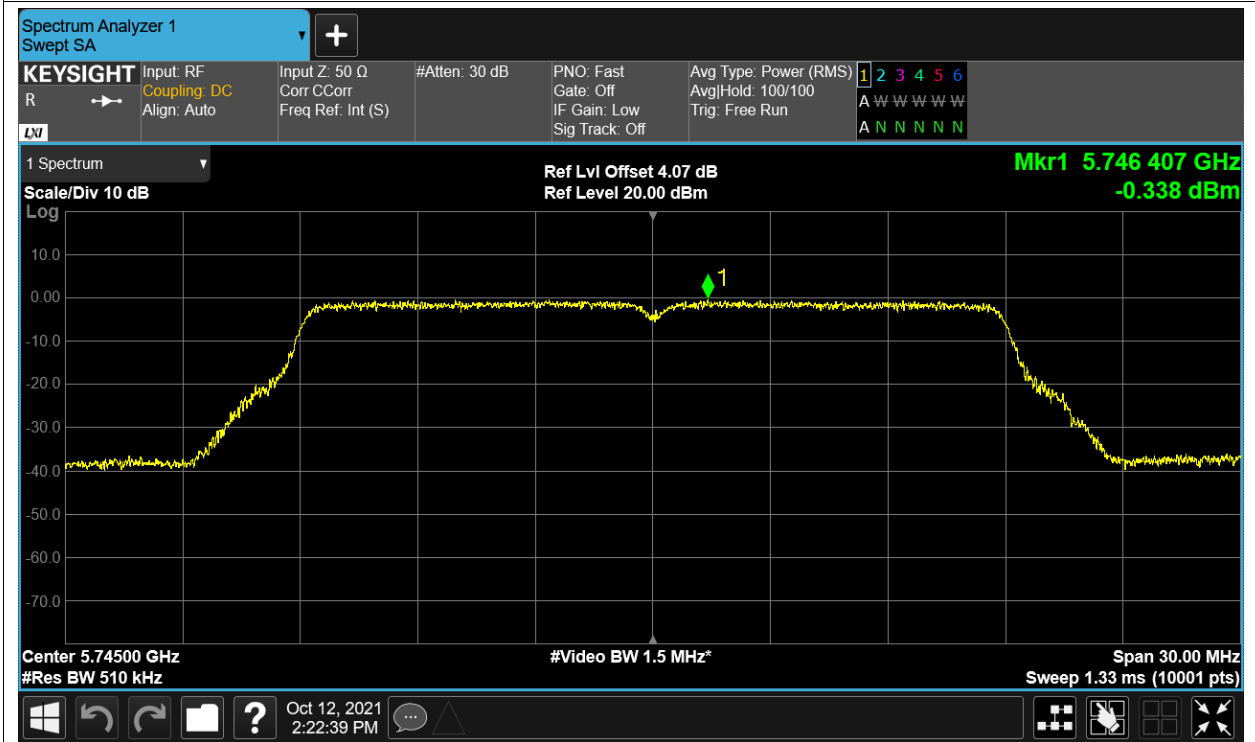 Spectrum Analyzer 1
Swept SA
KEYSIGHT
R
LXI
Input: RF
Coupling: DC
Align: Auto
Input Z: 50 Ω
Corr CCorr
Freq Ref: Int (S)
#Atten: 30 dB
PNO: Fast
Gate: Off
IF Gain: Low
Sig Track: Off
Avg Type: Power (RMS)
Avg|Hold: 100/100
Trig: Free Run
1 2 3 4 5 6
A W W W W W
A N N N N N
1 Spectrum
Scale/Div 10 dB
Log
Ref Lvl Offset 4.07 dB
Ref Level 20.00 dBm
Mkr1 5.746 407 GHz
-0.338 dBm
10.0
0.00
-10.0
-20.0
-30.0
-40.0
-50.0
-60.0
-70.0
1
Center 5.74500 GHz
#Video BW 1.5 MHz*
Span 30.00 MHz
#Res BW 510 kHz
Sweep 1.33 ms (10001 pts)
?
Oct 12, 2021
2:22:39 PM